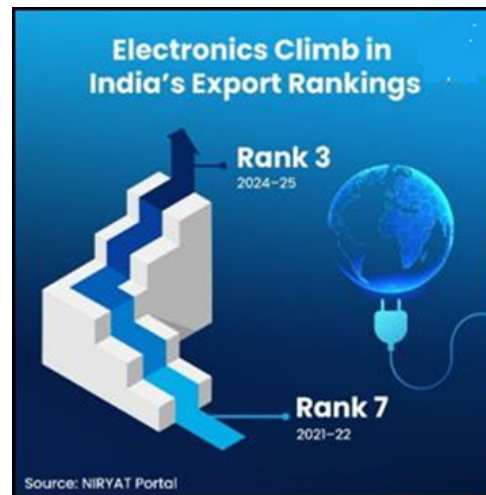 Electronics Climb in
India's Export Rankings
Rank 3
2024–25
Rank 7
2021–22
Source: NIRYAT Portal